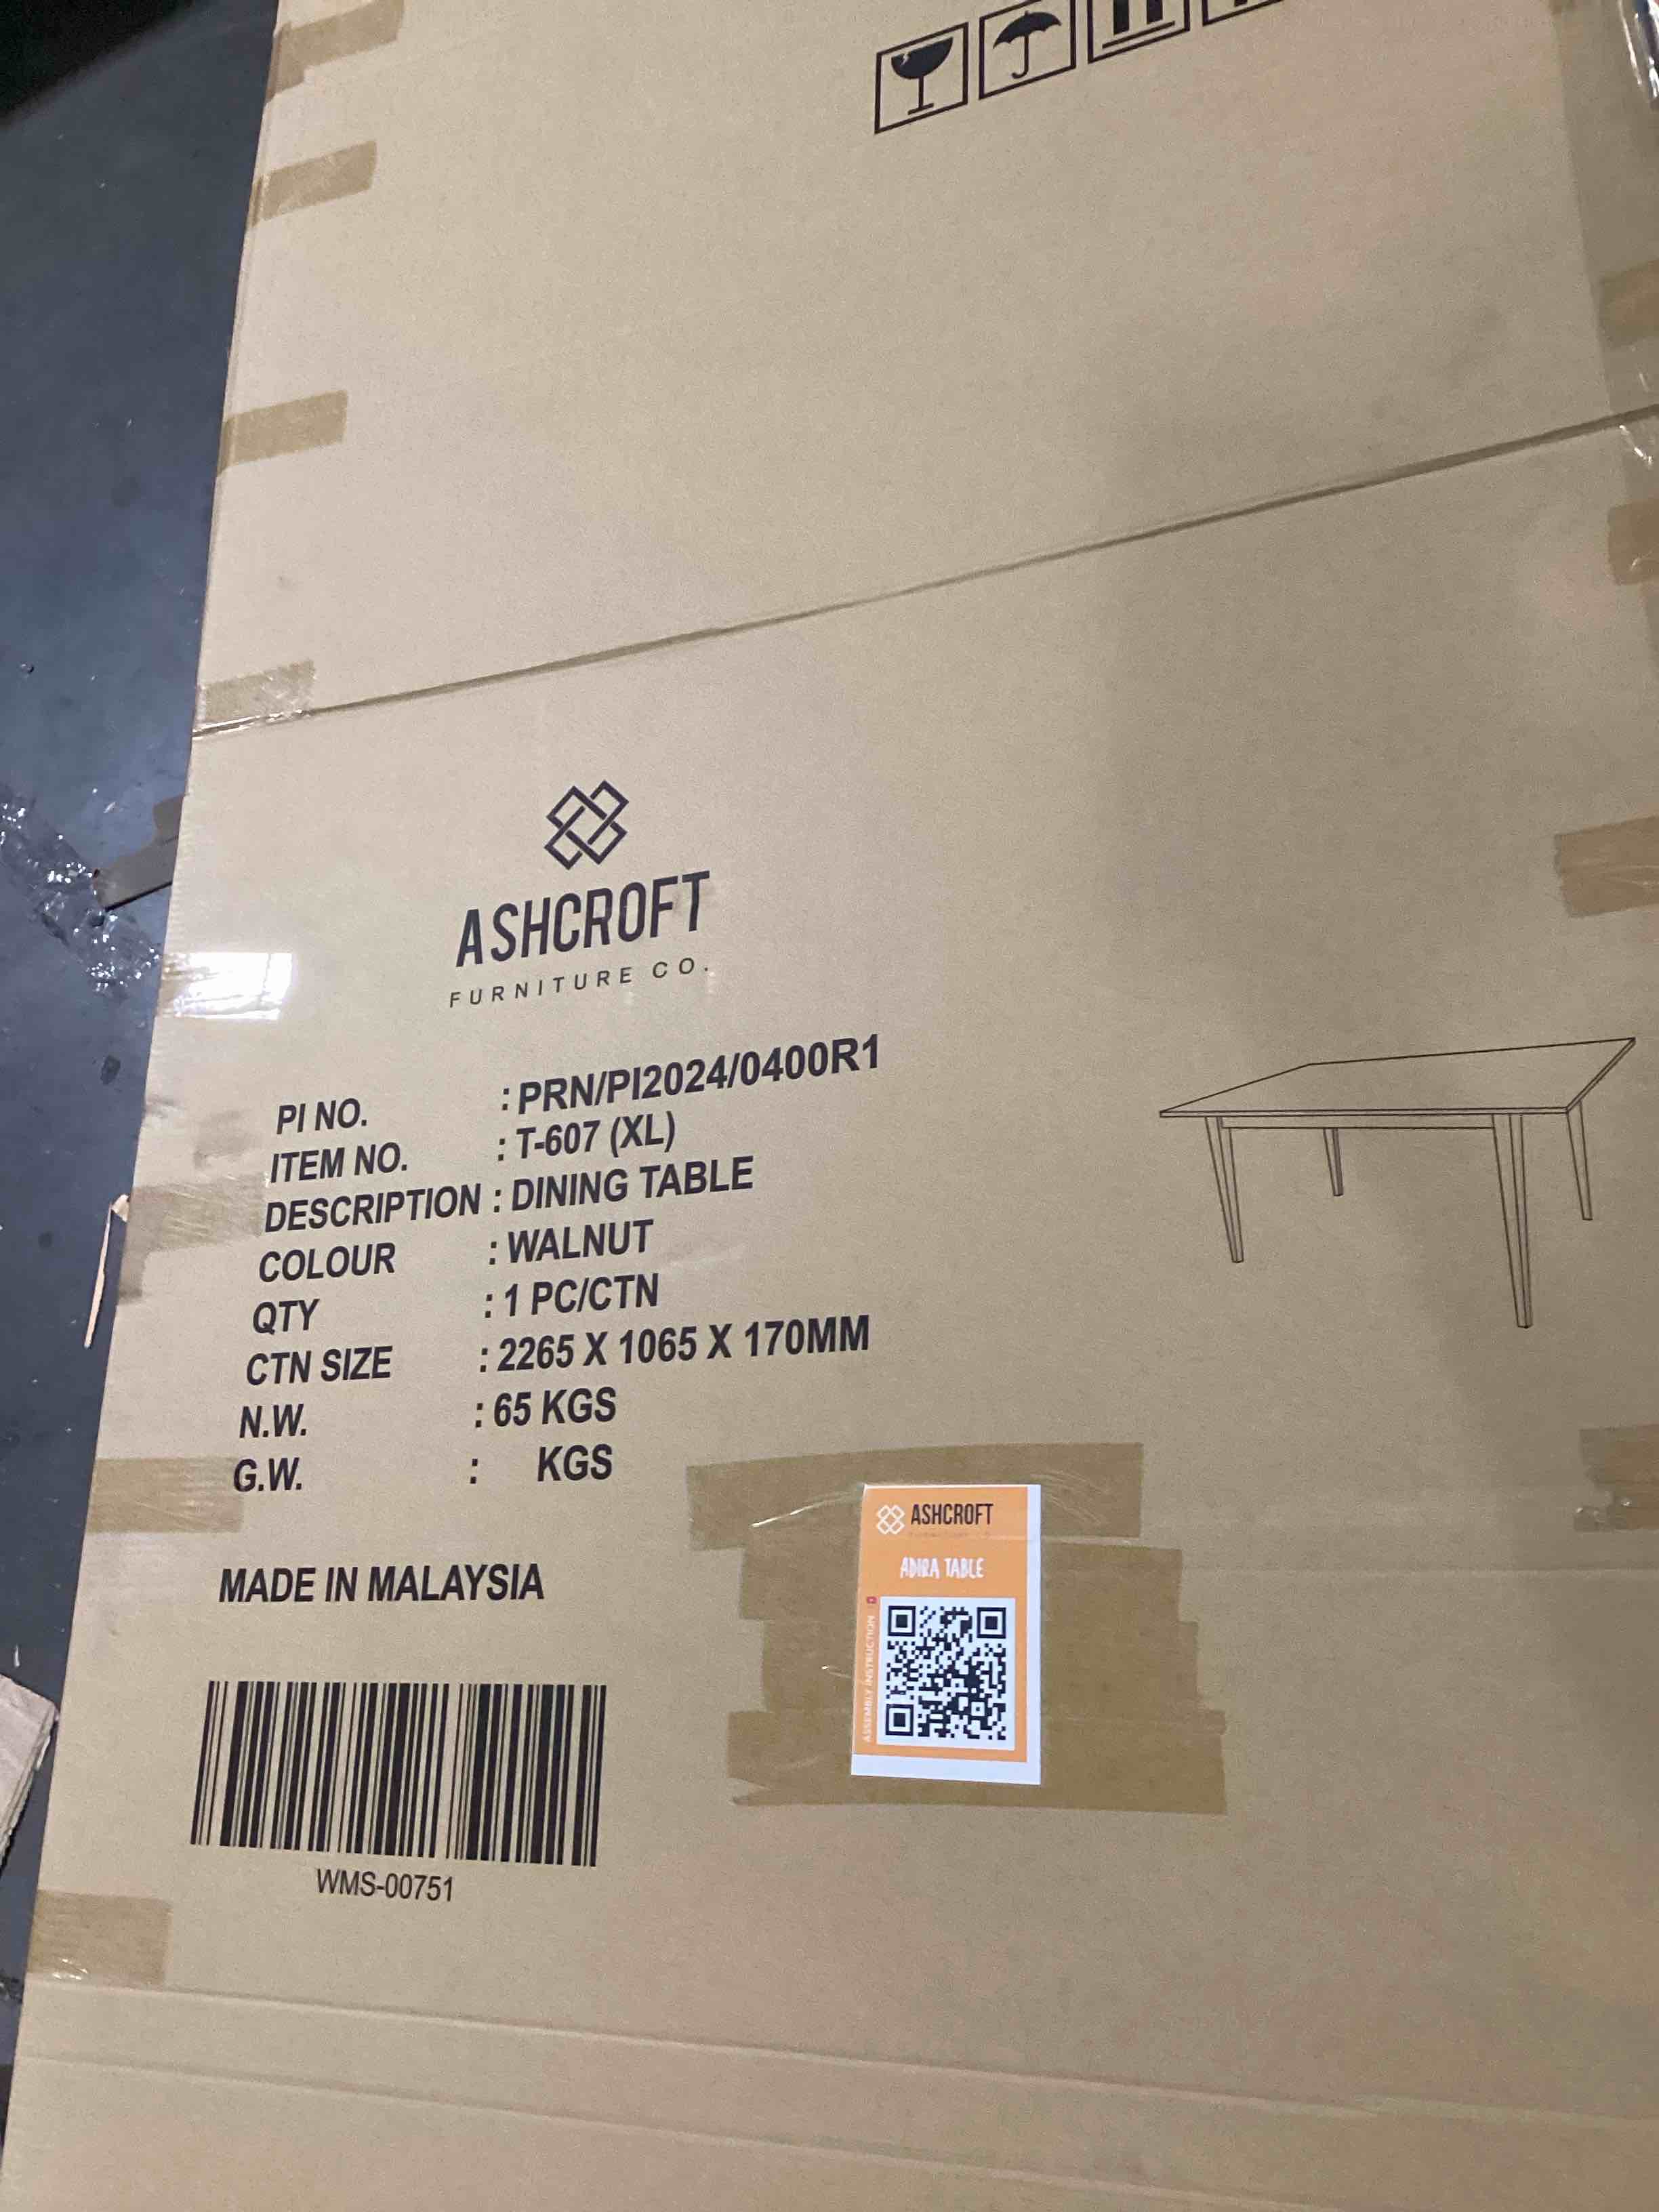 ASHCROFT
FURNITURE CO.
PI NO. : PRN/PI2024/0400R1
ITEM NO. : T-607 (XL)
DESCRIPTION : DINING TABLE
COLOUR : WALNUT
QTY : 1 PC/CTN
CTN SIZE : 2265 X 1065 X 170MM
N.W. : 65 KGS
G.W. : KGS
MADE IN MALAYSIA
WMS-00751
ASHCROFT
ADIRA TABLE
ASSEMBLY INSTRUCTION